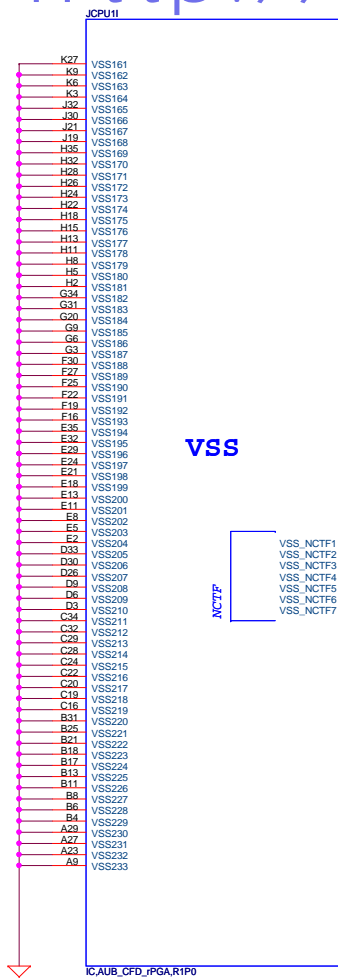 JCPU1I
K27 VSS161
K9 VSS162
K6 VSS163
K3 VSS164
J32 VSS165
J30 VSS166
J21 VSS167
J19 VSS168
H35 VSS169
H32 VSS170
H28 VSS171
H26 VSS172
H24 VSS173
H22 VSS174
H18 VSS175
H15 VSS176
H13 VSS177
H11 VSS178
H8 VSS179
H5 VSS180
H2 VSS181
G34 VSS182
G31 VSS183
G20 VSS184
G9 VSS185
G6 VSS186
G3 VSS187
F30 VSS188
F27 VSS189
F25 VSS190
F22 VSS191
F19 VSS192
F16 VSS193
E35 VSS194
E32 VSS195
E29 VSS196
E24 VSS197
E21 VSS198
E18 VSS199
E13 VSS200
E11 VSS201
E8 VSS202
E5 VSS203
E2 VSS204
D33 VSS205
D30 VSS206
D26 VSS207
D9 VSS208
D6 VSS209
D3 VSS210
C34 VSS211
C32 VSS212
C29 VSS213
C28 VSS214
C24 VSS215
C22 VSS216
C20 VSS217
C19 VSS218
C16 VSS219
B31 VSS220
B25 VSS221
B21 VSS222
B18 VSS223
B17 VSS224
B13 VSS225
B11 VSS226
B8 VSS227
B6 VSS228
B4 VSS229
A29 VSS230
A27 VSS231
A23 VSS232
A9 VSS233
VSS
NCTF
VSS_NCTF1
VSS_NCTF2
VSS_NCTF3
VSS_NCTF4
VSS_NCTF5
VSS_NCTF6
VSS_NCTF7
IC,AUB_CFD_rPGA,R1P0